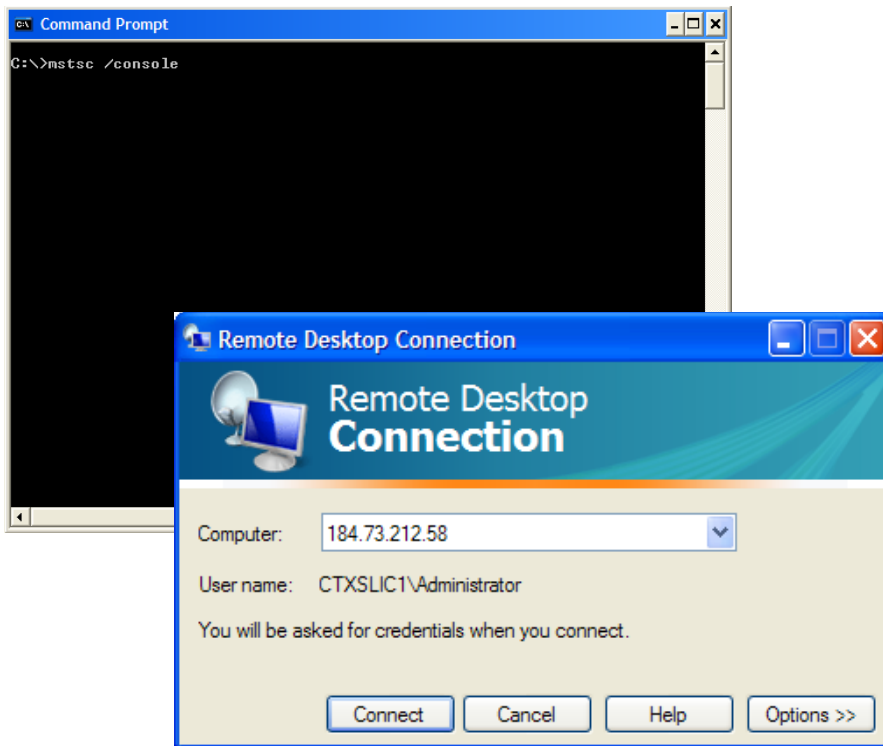 Command Prompt
C:\>mstsc /console
Remote Desktop Connection
Remote Desktop
Connection
Computer: 184.73.212.58
User name: CTXSLIC1\Administrator
You will be asked for credentials when you connect.
Connect Cancel Help Options >>